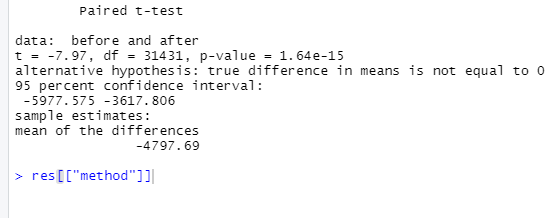 Paired t-test
data:  before and after
t = -7.97, df = 31431, p-value = 1.64e-15
alternative hypothesis: true difference in means is not equal to 0
95 percent confidence interval:
 -5977.575 -3617.806
sample estimates:
mean of the differences
-4797.69
> res[["method"]]